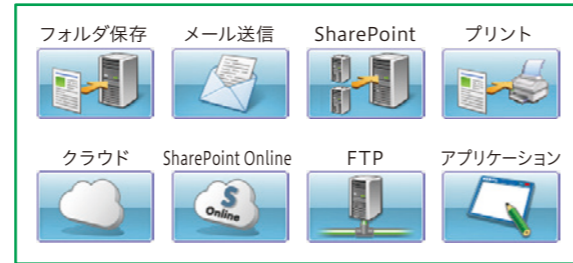 フォルダ保存
メール送信
SharePoint
プリント
クラウド
SharePoint Online
S
Online
FTP
アプリケーション